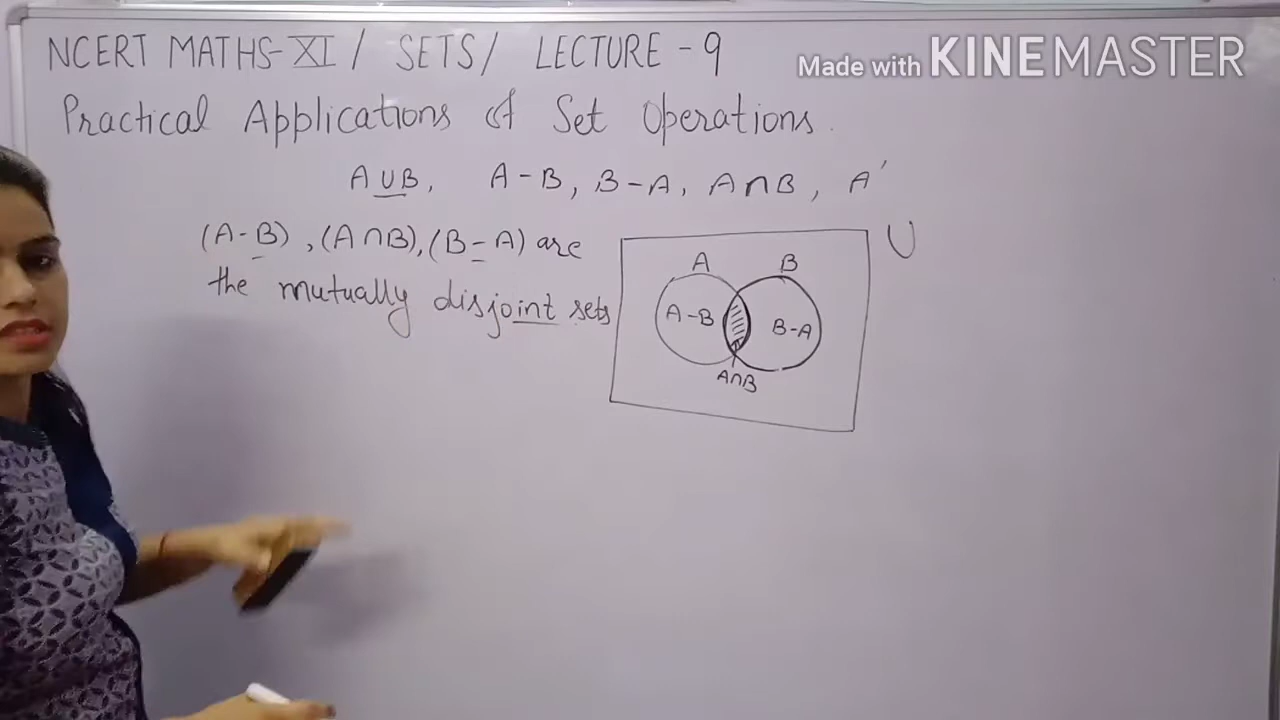 NCERT MATHS-XI / SETS / LECTURE - 9
Made with KINEMASTER
Practical Applications of Set Operations.
A∪B, A-B, B-A, A∩B, A'
(A-B), (A∩B), (B-A) are
the mutually disjoint sets
U
A B
A-B B-A
A∩B